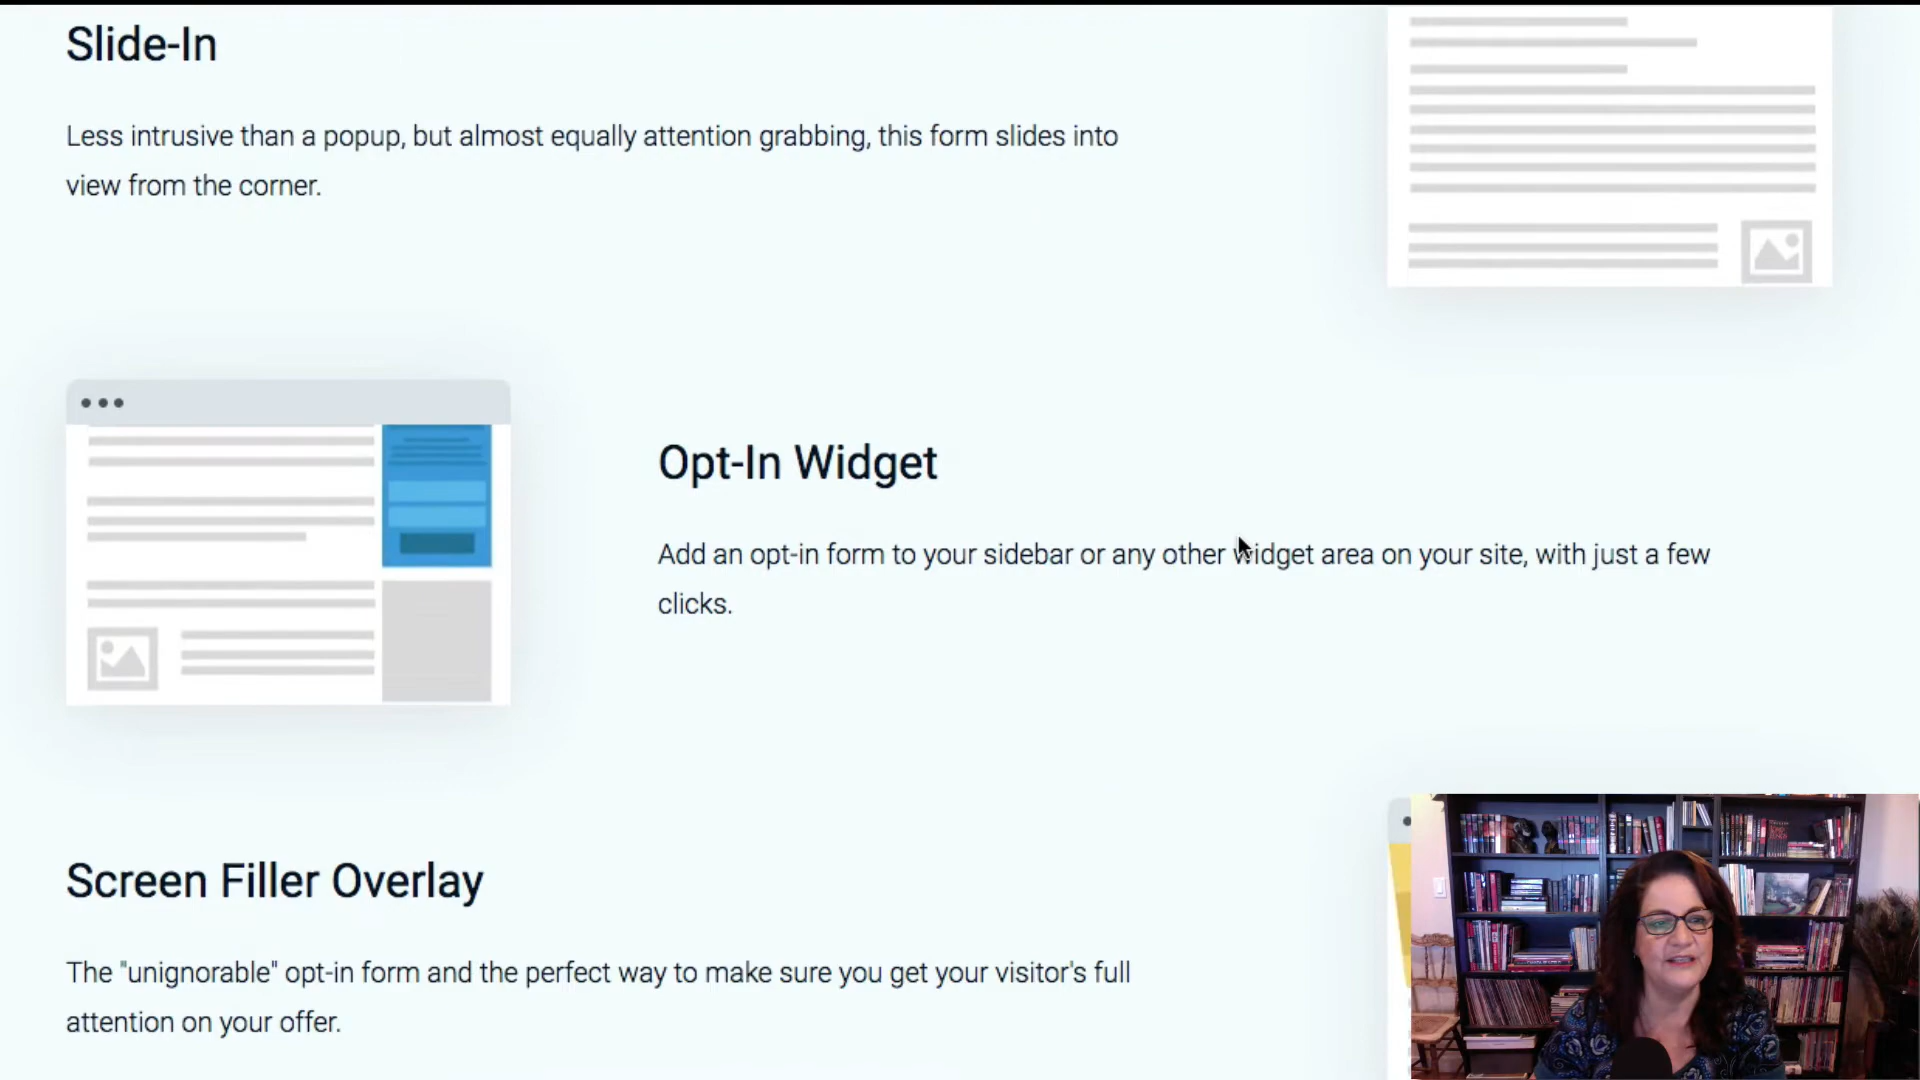 Slide-In
Less intrusive than a popup, but almost equally attention grabbing, this form slides into
view from the corner.
Opt-In Widget
Add an opt-in form to your sidebar or any other widget area on your site, with just a few
clicks.
Screen Filler Overlay
The "unignorable" opt-in form and the perfect way to make sure you get your visitor's full
attention on your offer.